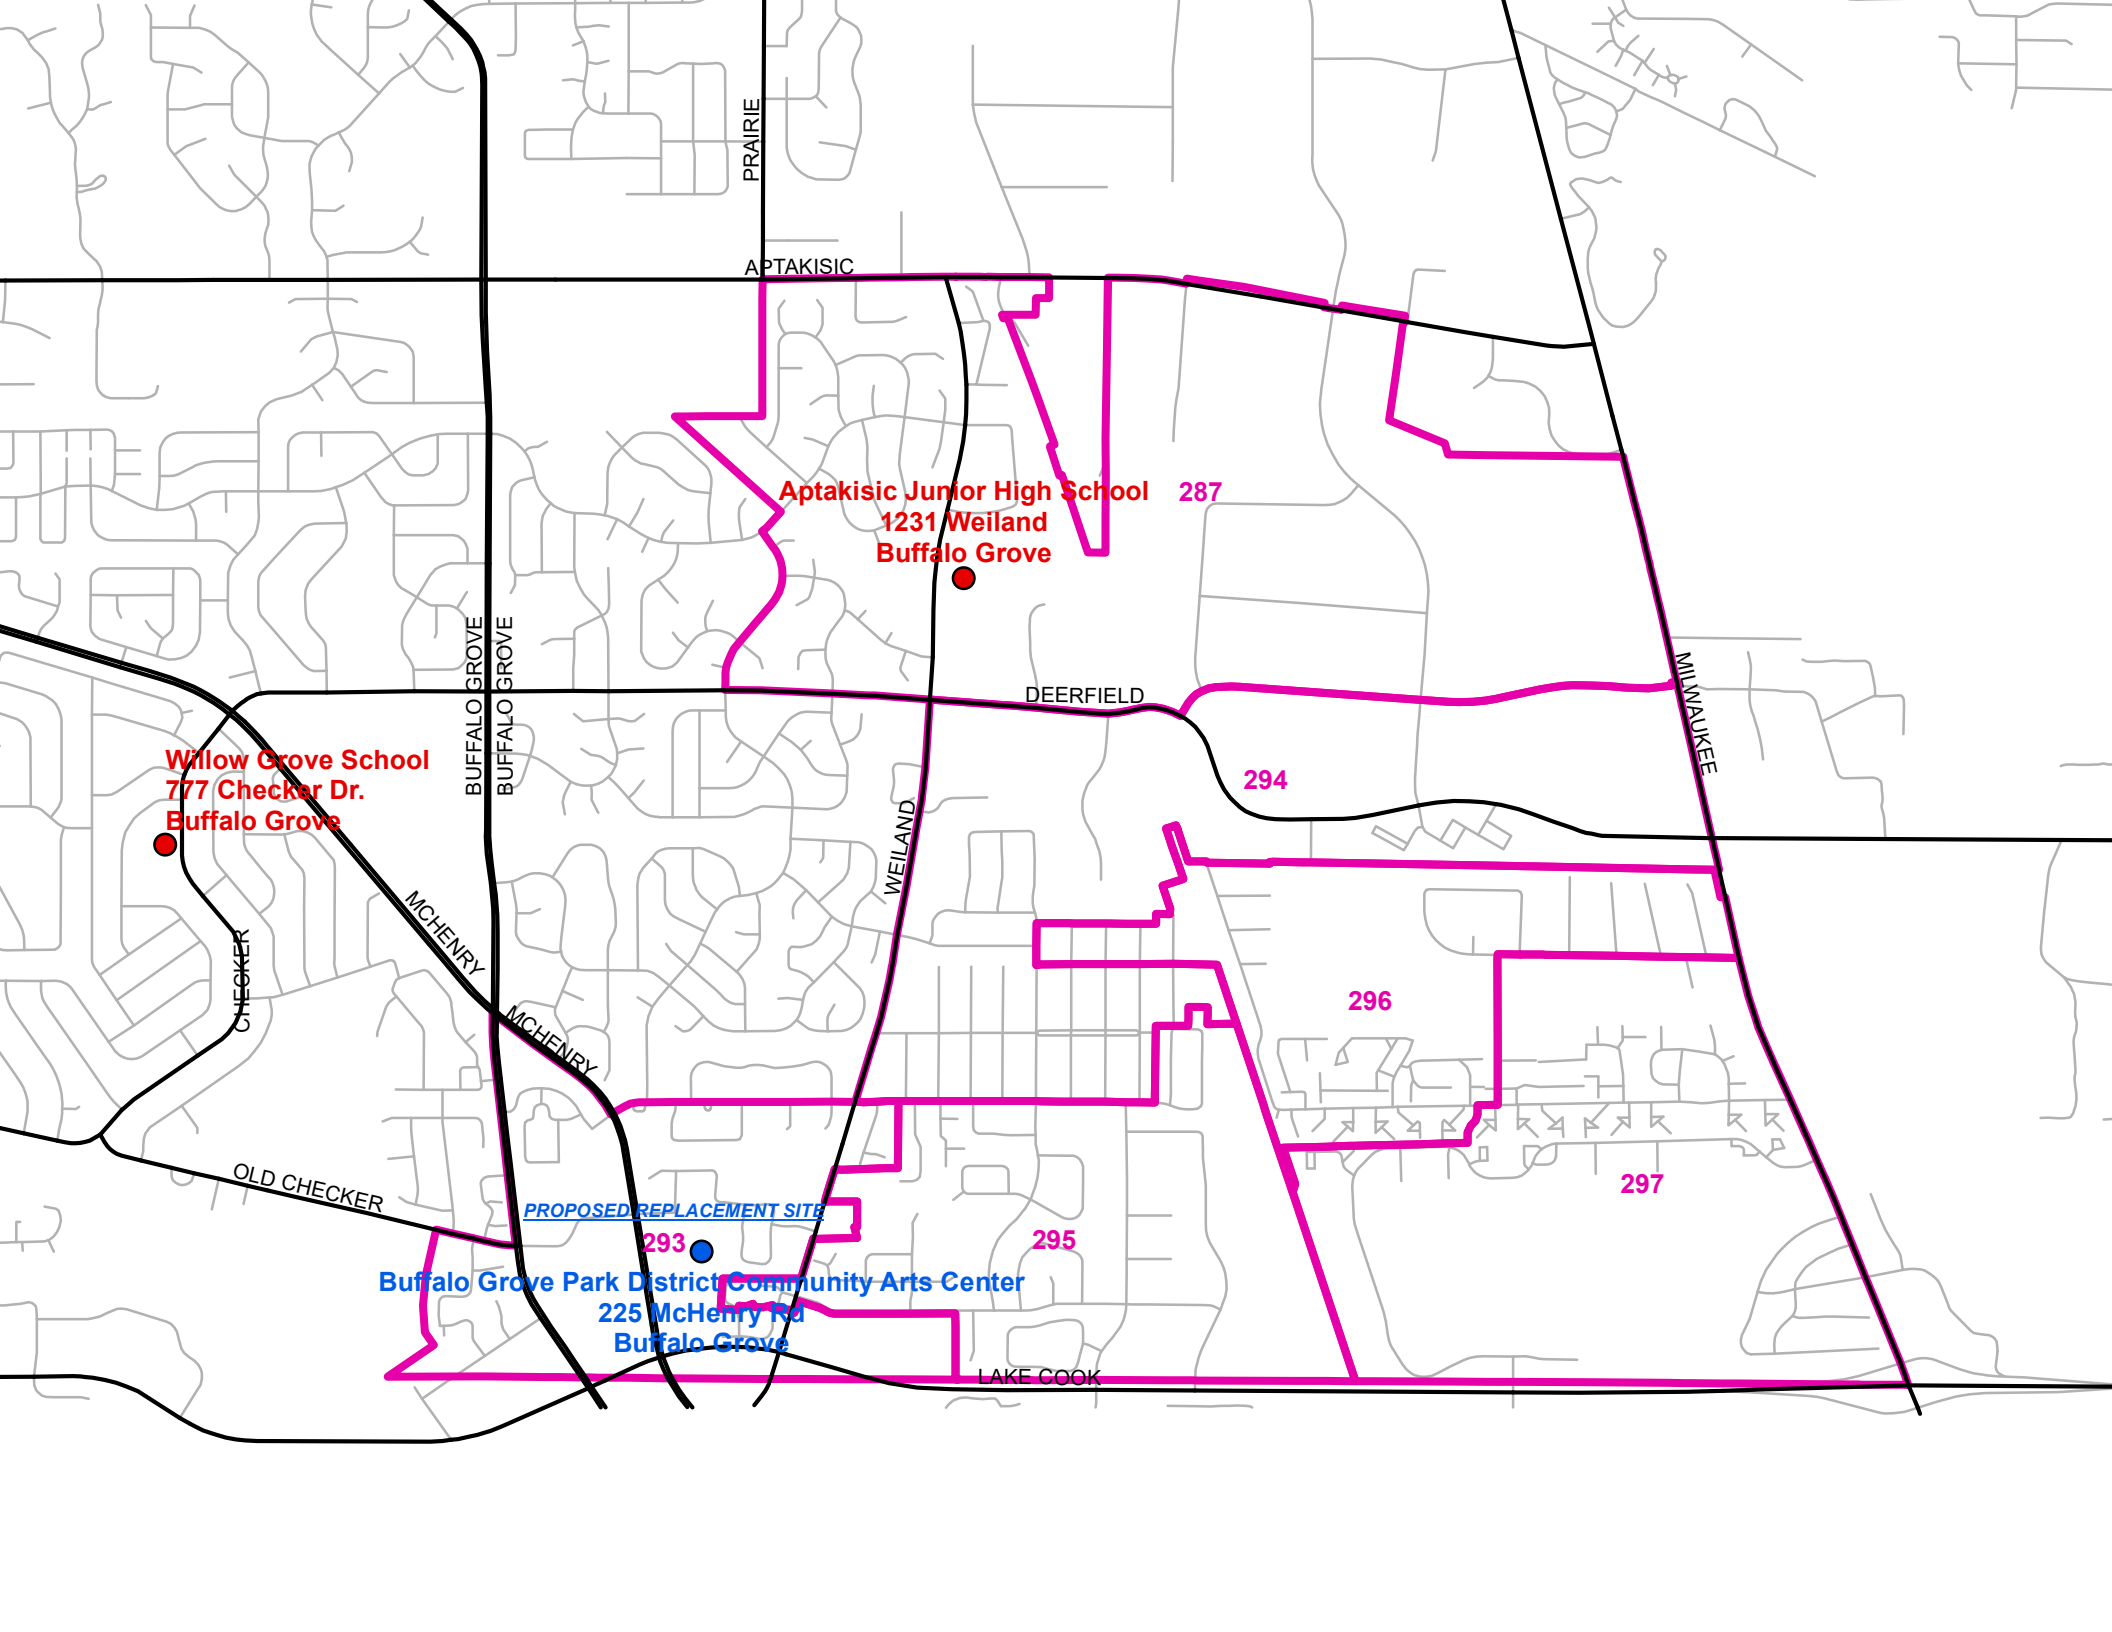 PRAIRIE
APTAKISIC
Aptakisic Junior High School
1231 Weiland
Buffalo Grove
287
BUFFALO GROVE
BUFFALO GROVE
DEERFIELD
MILWAUKEE
Willow Grove School
777 Checker Dr.
Buffalo Grove
294
WEILAND
MCHENRY
CHECKER
MCHENRY
296
OLD CHECKER
297
PROPOSED REPLACEMENT SITE
293
295
Buffalo Grove Park District Community Arts Center
225 McHenry Rd
Buffalo Grove
LAKE COOK